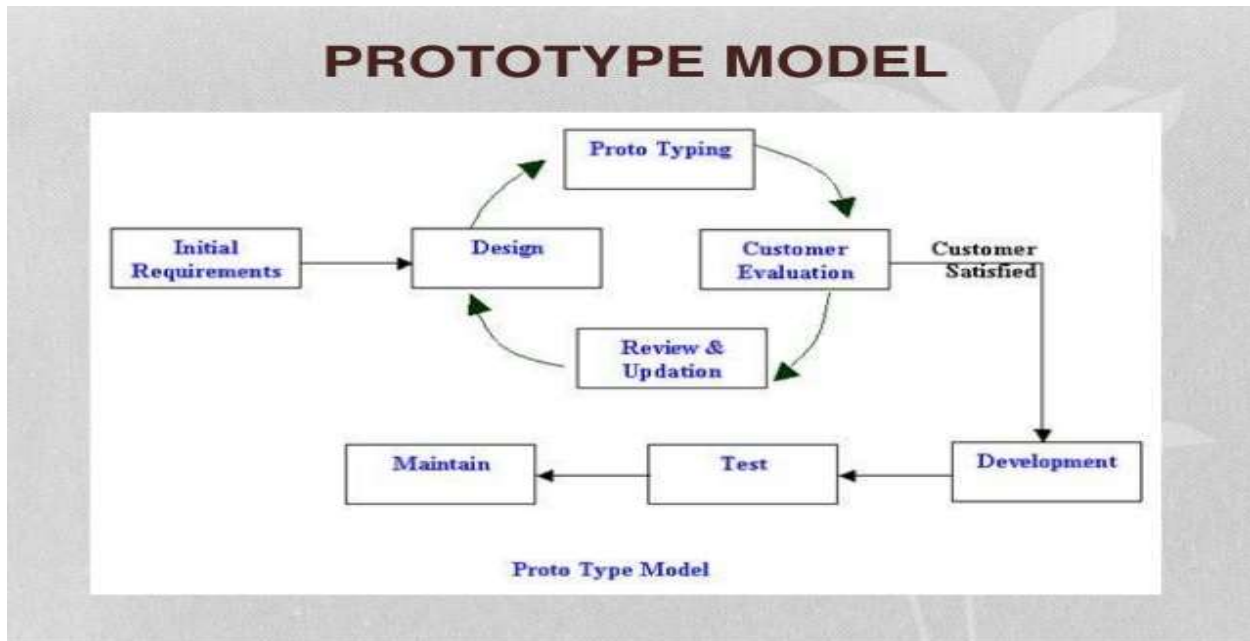 PROTOTYPE MODEL
Proto Typing
Initial
Requirements
Design
Customer
Evaluation
Customer
Satisfied
Review &
Updation
Maintain
Test
Development
Proto Type Model